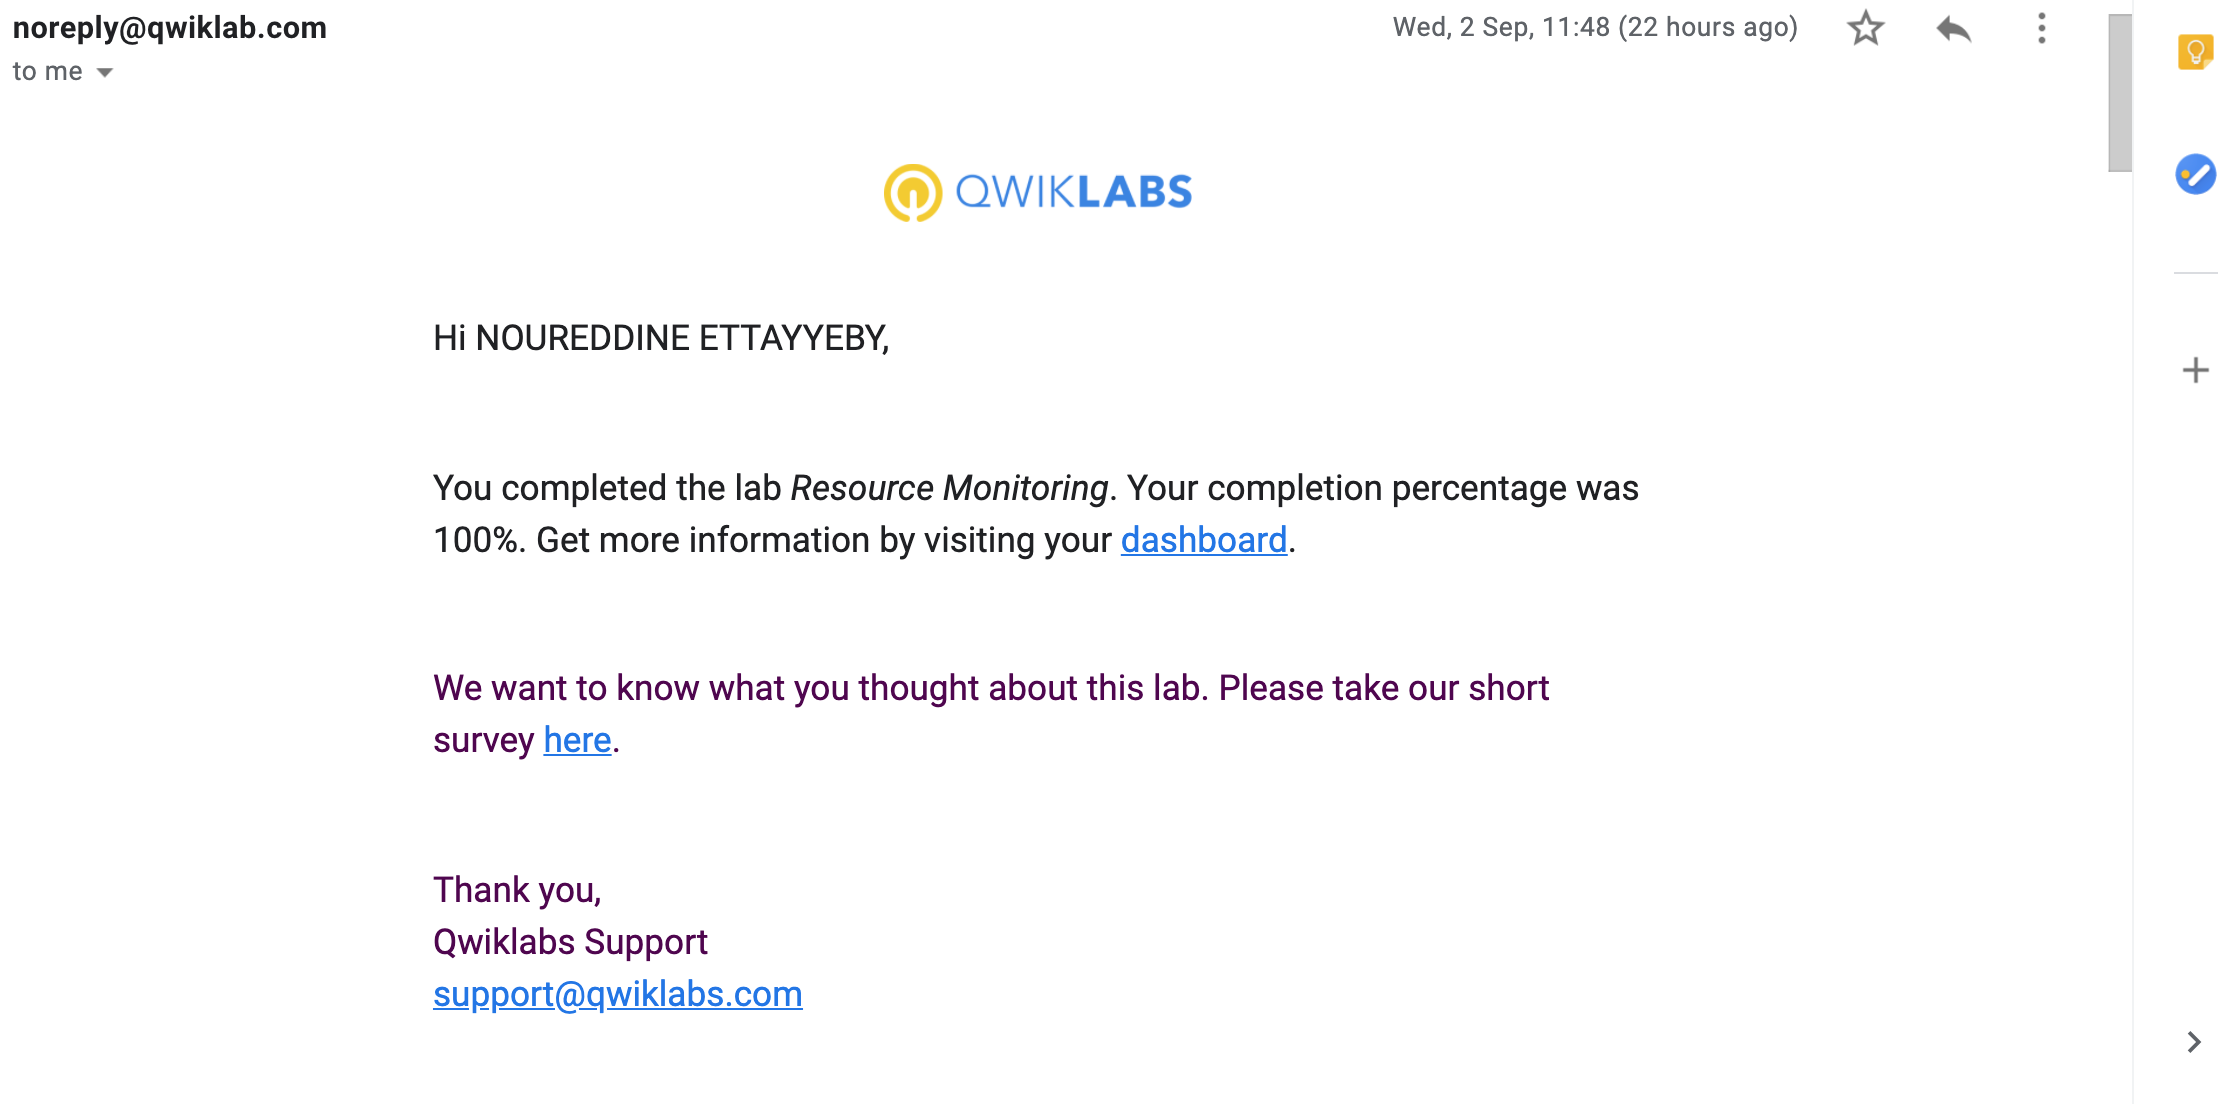 noreply@qwiklab.com
Wed, 2 Sep, 11:48 (22 hours ago)
to me
QWIKLABS
Hi NOUREDDINE ETTAYYEBY,
You completed the lab Resource Monitoring. Your completion percentage was
100%. Get more information by visiting your dashboard.
We want to know what you thought about this lab. Please take our short
survey here.
Thank you,
Qwiklabs Support
support@qwiklabs.com